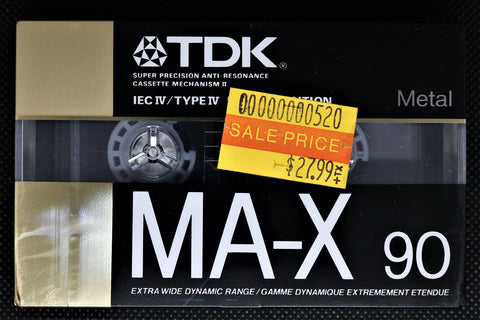 TDK®
SUPER PRECISION ANTI-RESONANCE
CASSETTE MECHANISM II
IEC IV/TYPE IV
Metal
00000000520
SALE PRICE
$27.99
MA-X 90
EXTRA WIDE DYNAMIC RANGE/GAMME DYNAMIQUE EXTREMEMENT ETENDUE